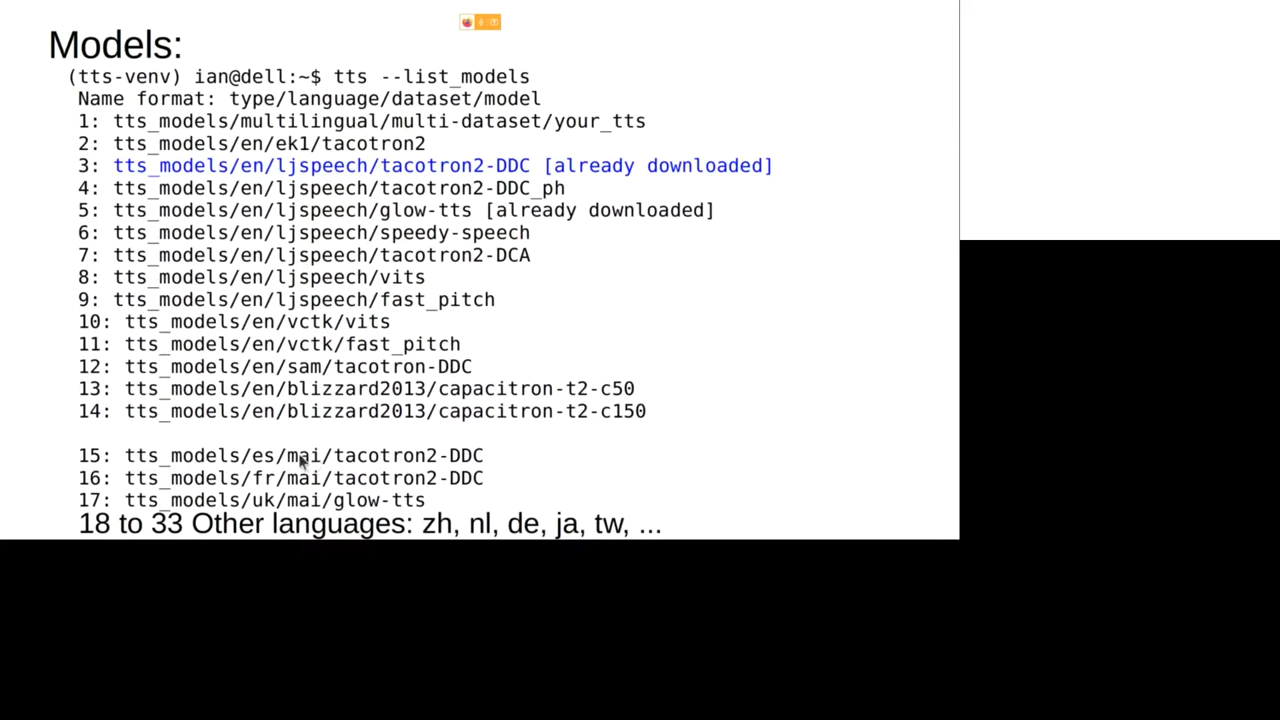 Models:
(tts-venv) ian@dell:~$ tts --list_models
Name format: type/language/dataset/model
1: tts_models/multilingual/multi-dataset/your_tts
2: tts_models/en/ek1/tacotron2
3: tts_models/en/ljspeech/tacotron2-DDC [already downloaded]
4: tts_models/en/ljspeech/tacotron2-DDC_ph
5: tts_models/en/ljspeech/glow-tts [already downloaded]
6: tts_models/en/ljspeech/speedy-speech
7: tts_models/en/ljspeech/tacotron2-DCA
8: tts_models/en/ljspeech/vits
9: tts_models/en/ljspeech/fast_pitch
10: tts_models/en/vctk/vits
11: tts_models/en/vctk/fast_pitch
12: tts_models/en/sam/tacotron-DDC
13: tts_models/en/blizzard2013/capacitron-t2-c50
14: tts_models/en/blizzard2013/capacitron-t2-c150
15: tts_models/es/mai/tacotron2-DDC
16: tts_models/fr/mai/tacotron2-DDC
17: tts_models/uk/mai/glow-tts
18 to 33 Other languages: zh, nl, de, ja, tw, ...